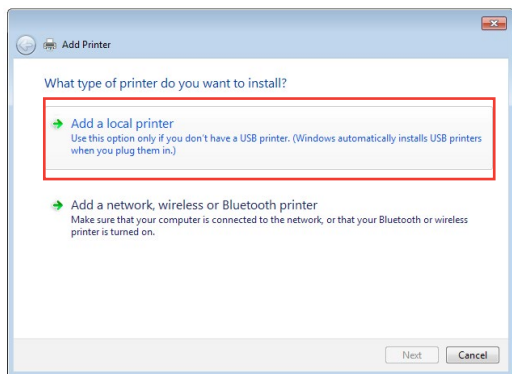 Add Printer
What type of printer do you want to install?
Add a local printer
Use this option only if you don't have a USB printer. (Windows automatically installs USB printers
when you plug them in.)
Add a network, wireless or Bluetooth printer
Make sure that your computer is connected to the network, or that your Bluetooth or wireless
printer is turned on.
Next Cancel